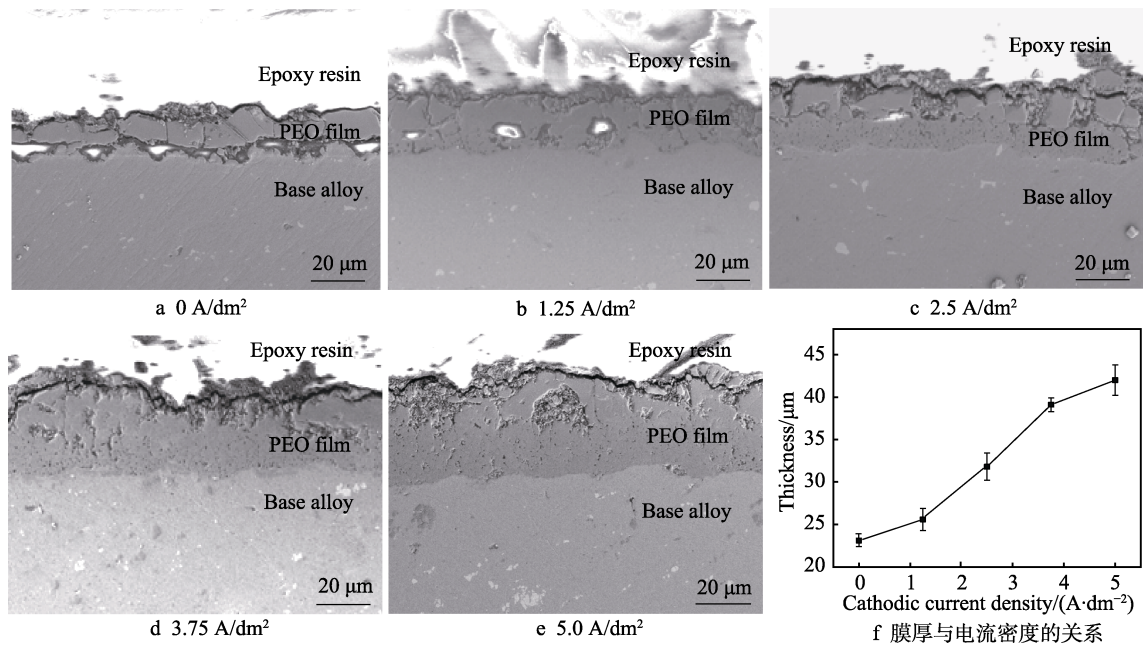 Epoxy resin
PEO film
Base alloy
20 μm
a 0 A/dm²
Epoxy resin
PEO film
Base alloy
20 μm
b 1.25 A/dm²
Epoxy resin
PEO film
Base alloy
20 μm
c 2.5 A/dm²
Epoxy resin
PEO film
Base alloy
20 μm
d 3.75 A/dm²
Epoxy resin
PEO film
Base alloy
20 μm
e 5.0 A/dm²
Thickness/μm
45
40
35
30
25
20
0 1 2 3 4 5
Cathodic current density/(A·dm⁻²)
f 膜厚与电流密度的关系